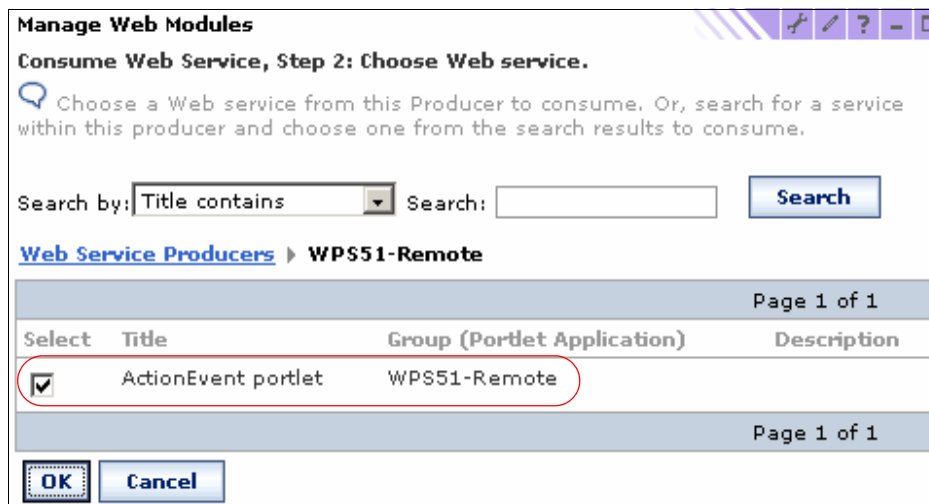 Manage Web Modules
?
Consume Web Service, Step 2: Choose Web service.
Choose a Web service from this Producer to consume. Or, search for a service
within this producer and choose one from the search results to consume.
Search by: Title contains Search: Search
Web Service Producers WPS51-Remote
Page 1 of 1
Select Title Group (Portlet Application) Description
ActionEvent portlet WPS51-Remote
Page 1 of 1
OK Cancel